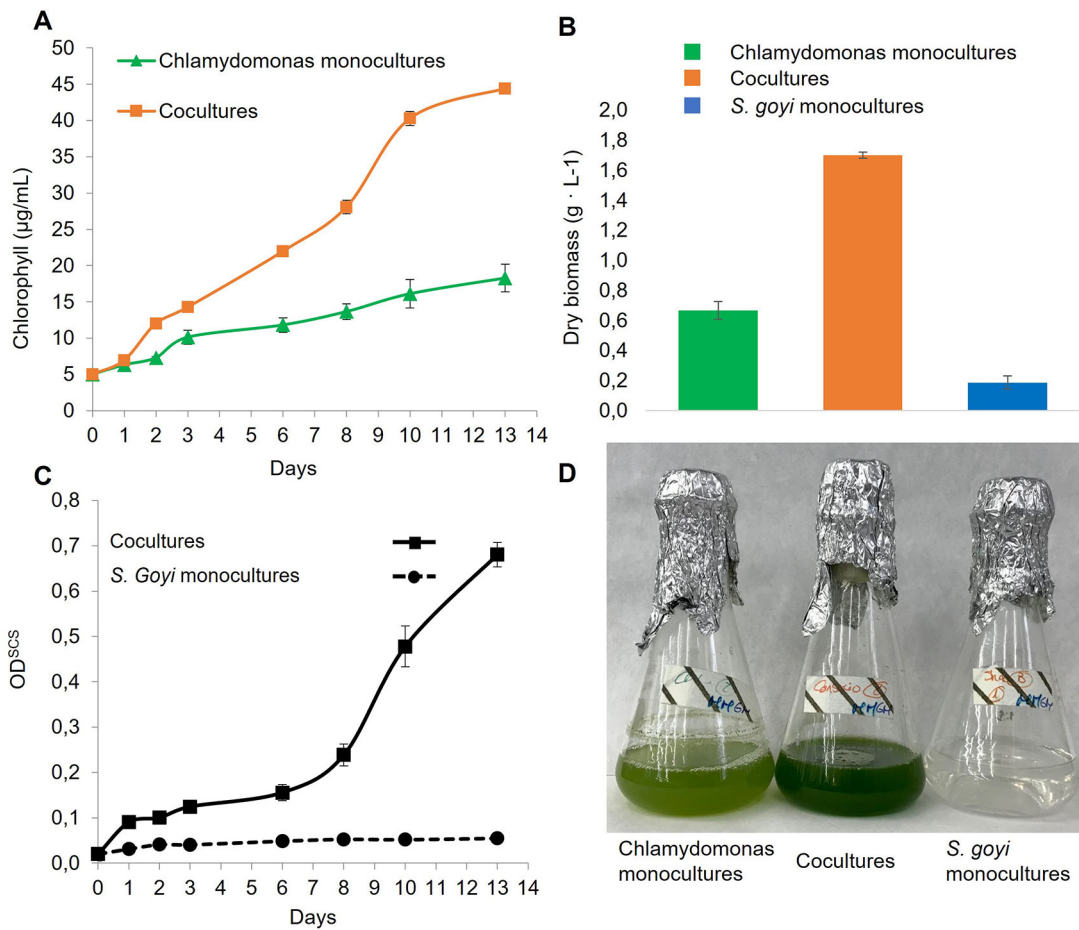 A
50
45
40
35
30
25
20
15
10
5
0
Chlorophyll (µg/mL)
Chlamydomonas monocultures
Cocultures
0 1 2 3 4 5 6 7 8 9 10 11 12 13 14
Days
B
Chlamydomonas monocultures
Cocultures
S. goyi monocultures
2,0
1,8
1,6
1,4
1,2
1,0
0,8
0,6
0,4
0,2
0,0
Dry biomass (g · L-1)
C
0,8
0,7
0,6
0,5
0,4
0,3
0,2
0,1
0,0
ODSCS
Cocultures
S. Goyi monocultures
0 1 2 3 4 5 6 7 8 9 10 11 12 13 14
Days
D
MMGM
Consorcio B
MMGM
B
MMGM
Chlamydomonas
monocultures
Cocultures
S. goyi
monocultures